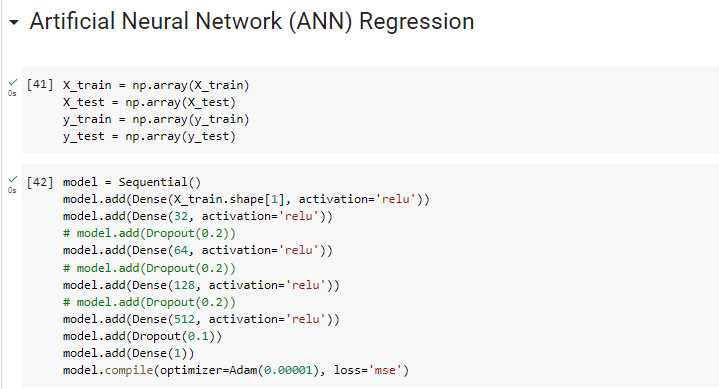 Artificial Neural Network (ANN) Regression
[41] X_train = np.array(X_train)
0s X_test = np.array(X_test)
y_train = np.array(y_train)
y_test = np.array(y_test)
[42] model = Sequential()
0s model.add(Dense(X_train.shape[1], activation='relu'))
model.add(Dense(32, activation='relu'))
# model.add(Dropout(0.2))
model.add(Dense(64, activation='relu'))
# model.add(Dropout(0.2))
model.add(Dense(128, activation='relu'))
# model.add(Dropout(0.2))
model.add(Dense(512, activation='relu'))
model.add(Dropout(0.1))
model.add(Dense(1))
model.compile(optimizer=Adam(0.00001), loss='mse')